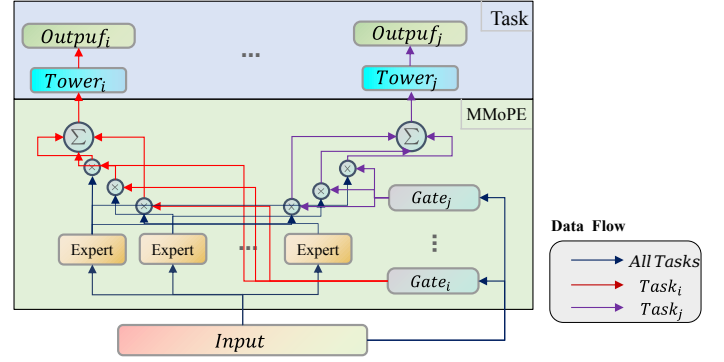 Task
Outpuf_i
...
Outpuf_j
Tower_i
Tower_j
MMoPE
Σ
Σ
×
×
×
×
×
×
Gate_j
Expert
Expert
...
Expert
⋮
Gate_i
Input
Data Flow
All Tasks
Task_i
Task_j